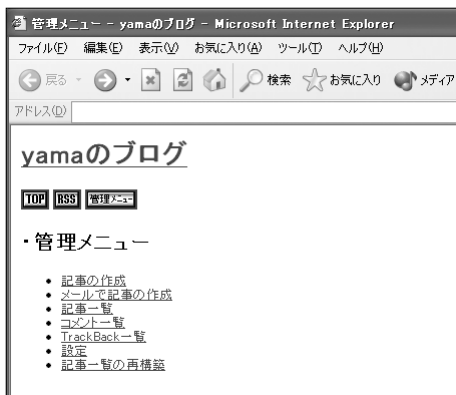 管理メニュー - yamaのブログ - Microsoft Internet Explorer
ファイル(F) 編集(E) 表示(V) お気に入り(A) ツール(T) ヘルプ(H)
戻る 検索 お気に入り メディア
アドレス(D)
yamaのブログ
TOP RSS 管理メニュー
・管理メニュー
• 記事の作成
• メールで記事の作成
• 記事一覧
• コメント一覧
• TrackBack一覧
• 設定
• 記事一覧の再構築